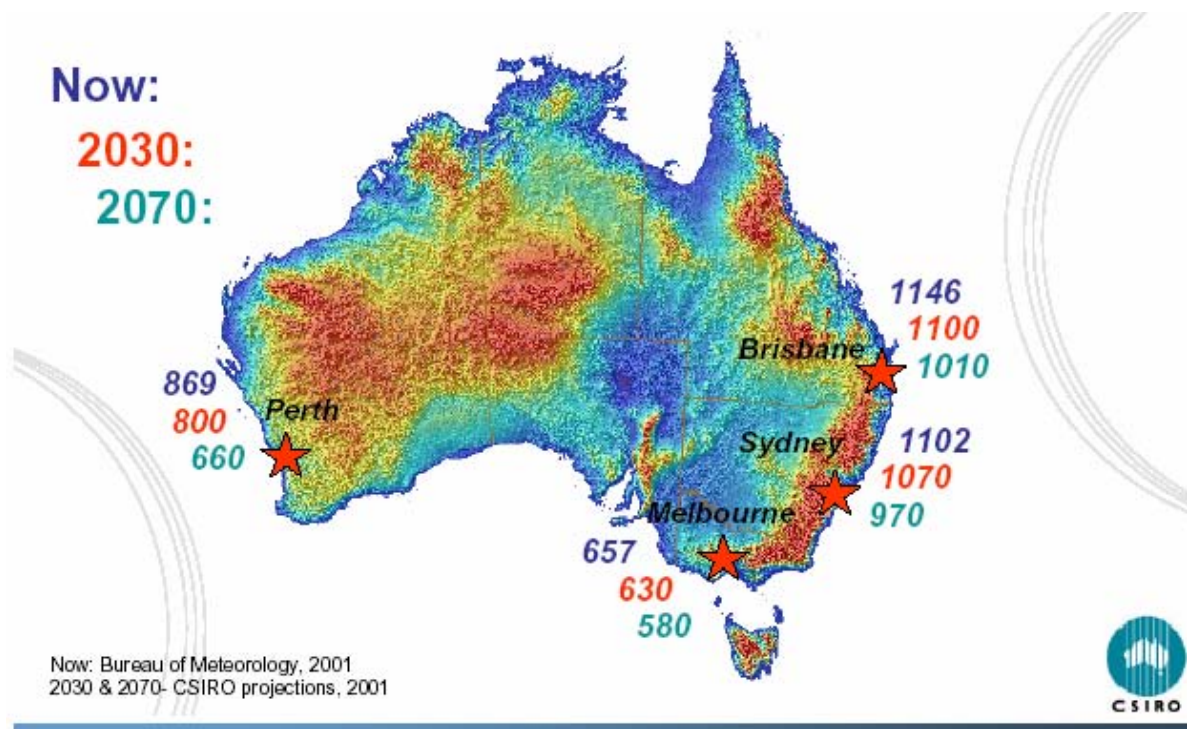 Now:
2030:
2070:
1146
1100
Brisbane
1010
869
Perth
800
660
Sydney
1102
1070
970
Melbourne
657
630
580
Now: Bureau of Meteorology, 2001
2030 & 2070- CSIRO projections, 2001
CSIRO